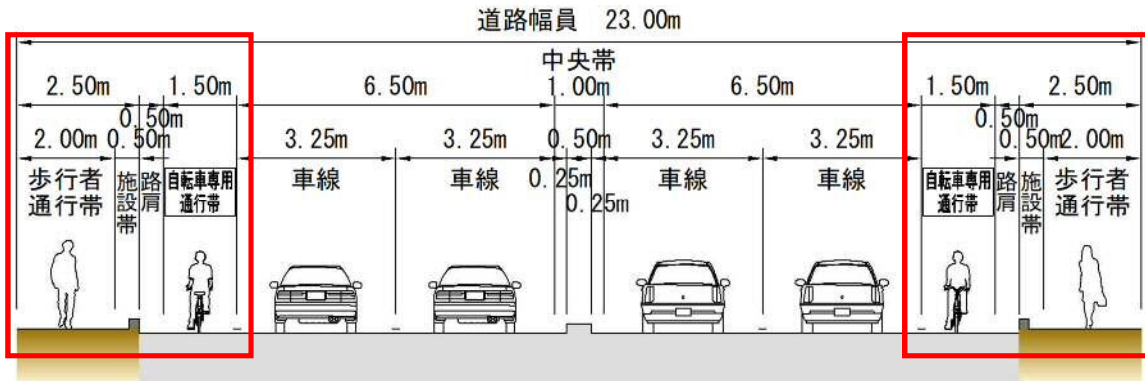 道路幅員 23.00m
中央帯
2.50m 1.50m 6.50m 1.00m 6.50m 1.50m 2.50m
0.50m 0.50m
2.00m 0.50m 3.25m 3.25m 0.50m 3.25m 3.25m 0.50m 2.00m
歩行者通行帯 施設帯 路肩 自転車専用通行帯 車線 車線 0.25m 車線 車線 自転車専用通行帯 路肩 施設帯 歩行者通行帯
0.25m